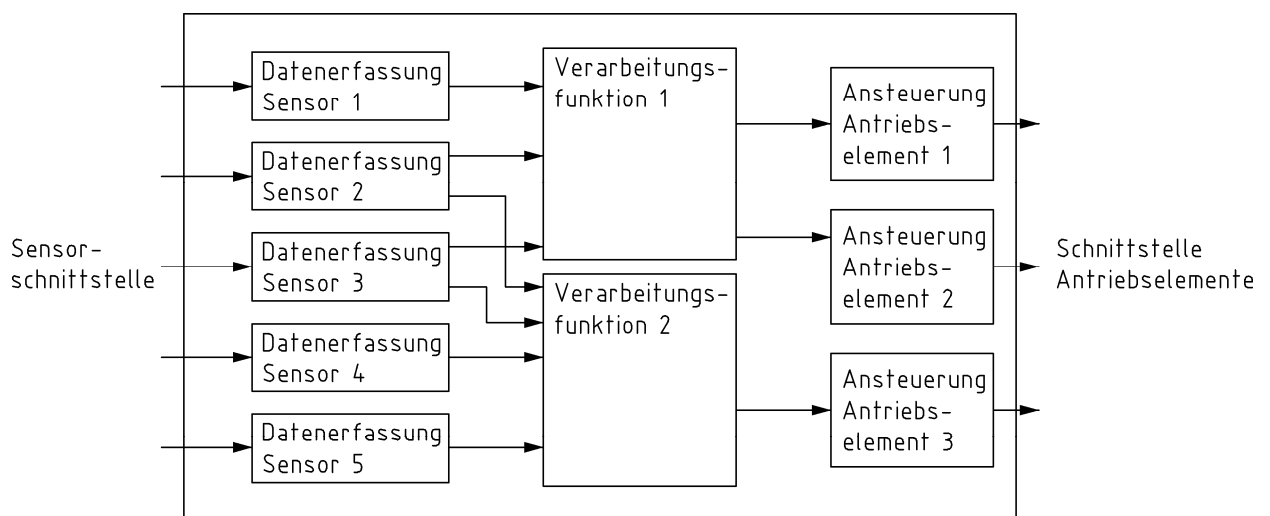 Sensor-
schnittstelle
Datenerfassung
Sensor 1
Datenerfassung
Sensor 2
Datenerfassung
Sensor 3
Datenerfassung
Sensor 4
Datenerfassung
Sensor 5
Verarbeitungs-
funktion 1
Verarbeitungs-
funktion 2
Ansteuerung
Antriebs-
element 1
Ansteuerung
Antriebs-
element 2
Ansteuerung
Antriebs-
element 3
Schnittstelle
Antriebselemente